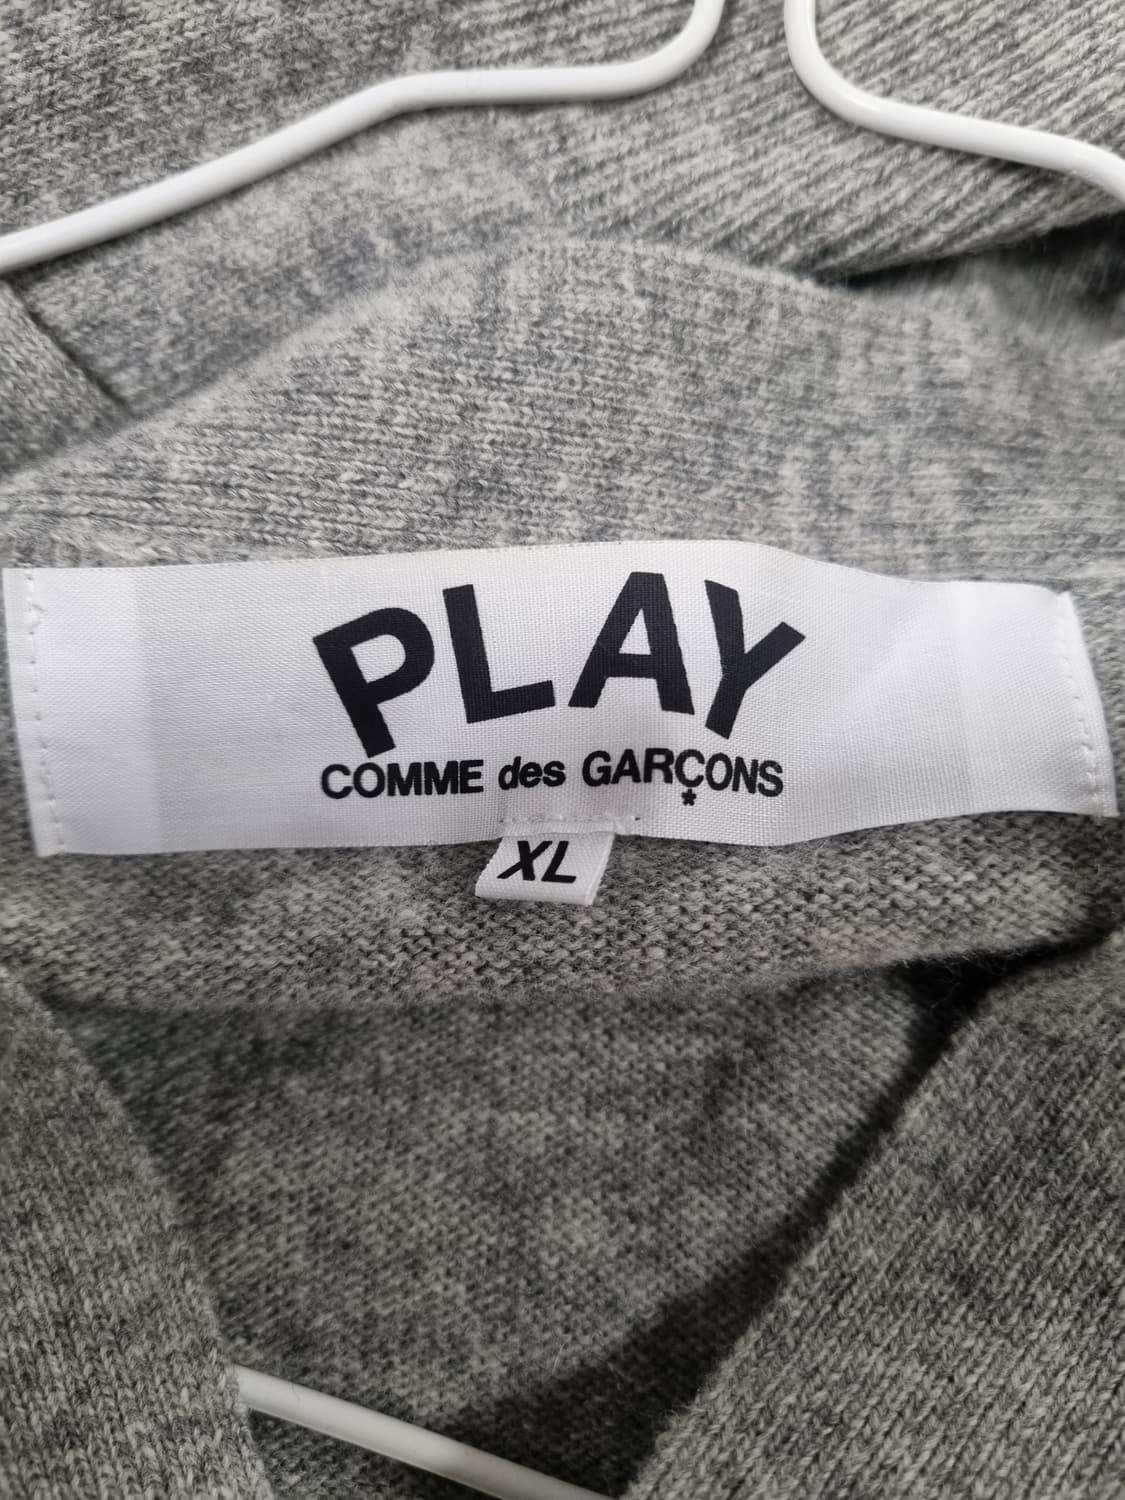 PLAY
COMME des GARÇONS
*
XL